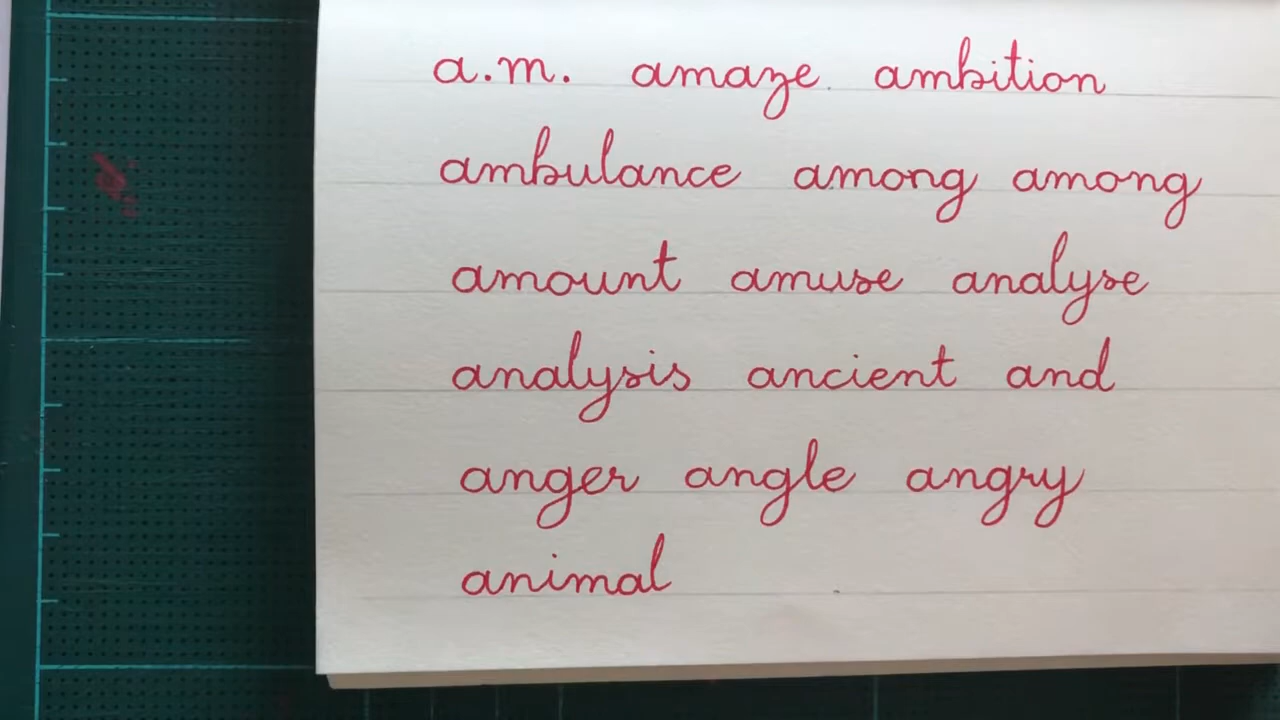 a.m. amaze ambition
ambulance among among
amount amuse analyse
analysis ancient and
anger angle angry
animal